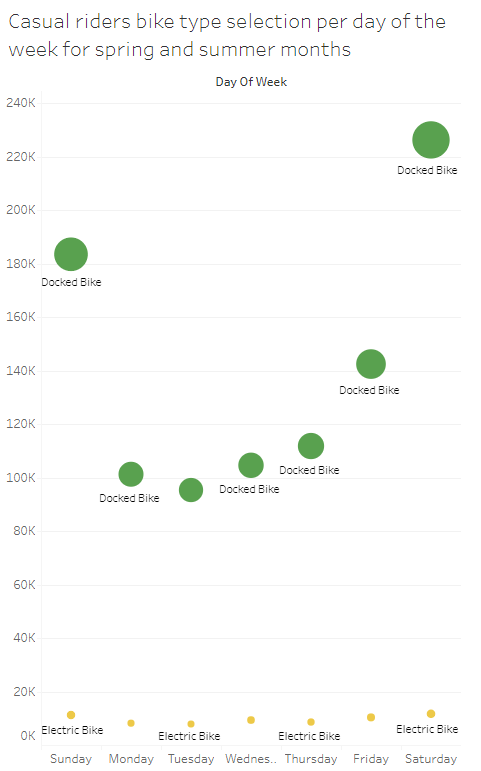 Casual riders bike type selection per day of the
week for spring and summer months
Day Of Week
240K
220K
Docked Bike
200K
180K
Docked Bike
160K
140K
Docked Bike
120K
100K
Docked Bike
Docked Bike
Docked Bike
80K
60K
40K
20K
0K
Electric Bike
Electric Bike
Electric Bike
Electric Bike
Sunday Monday Tuesday Wednes.. Thursday Friday Saturday